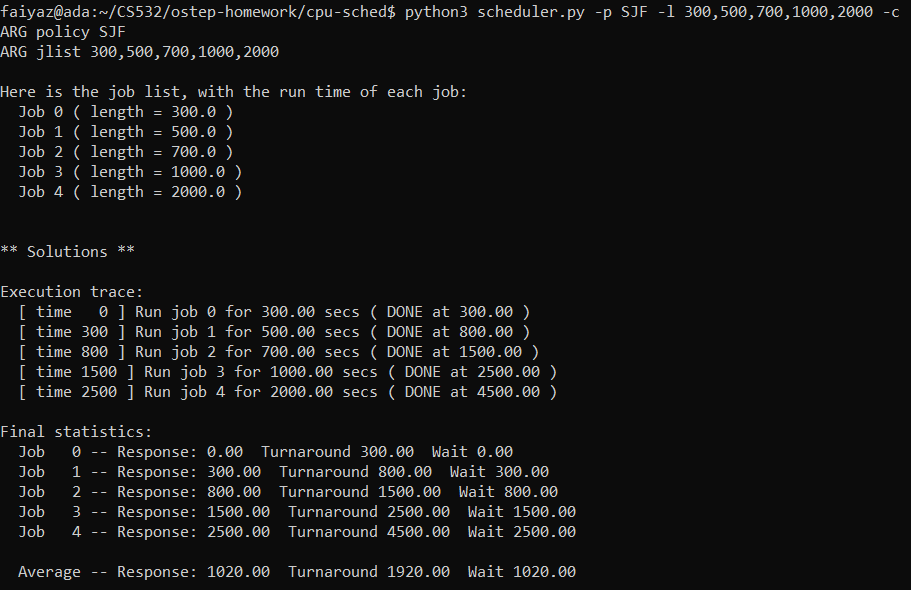 faiyaz@ada:~/CS532/ostep-homework/cpu-sched$ python3 scheduler.py -p SJF -l 300,500,700,1000,2000 -c
ARG policy SJF
ARG jlist 300,500,700,1000,2000
Here is the job list, with the run time of each job:
Job 0 ( length = 300.0 )
Job 1 ( length = 500.0 )
Job 2 ( length = 700.0 )
Job 3 ( length = 1000.0 )
Job 4 ( length = 2000.0 )
** Solutions **
Execution trace:
[ time   0 ] Run job 0 for 300.00 secs ( DONE at 300.00 )
[ time 300 ] Run job 1 for 500.00 secs ( DONE at 800.00 )
[ time 800 ] Run job 2 for 700.00 secs ( DONE at 1500.00 )
[ time 1500 ] Run job 3 for 1000.00 secs ( DONE at 2500.00 )
[ time 2500 ] Run job 4 for 2000.00 secs ( DONE at 4500.00 )
Final statistics:
Job   0 -- Response: 0.00  Turnaround 300.00  Wait 0.00
Job   1 -- Response: 300.00  Turnaround 800.00  Wait 300.00
Job   2 -- Response: 800.00  Turnaround 1500.00  Wait 800.00
Job   3 -- Response: 1500.00  Turnaround 2500.00  Wait 1500.00
Job   4 -- Response: 2500.00  Turnaround 4500.00  Wait 2500.00
Average -- Response: 1020.00  Turnaround 1920.00  Wait 1020.00